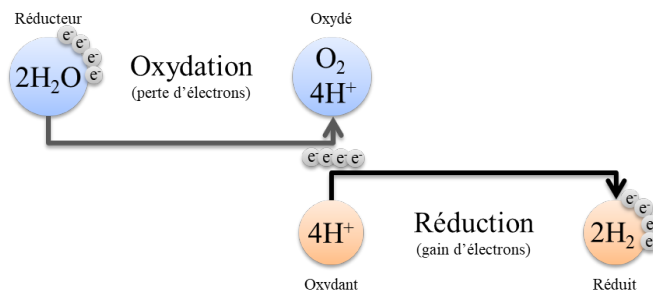 Réducteur
Oxydé
e⁻ e⁻ e⁻ e⁻
2H₂O
Oxydation
(perte d'électrons)
O₂
4H⁺
e⁻ e⁻ e⁻ e⁻
4H⁺
Réduction
(gain d'électrons)
2H₂
e⁻ e⁻ e⁻ e⁻
Oxydant
Réduit